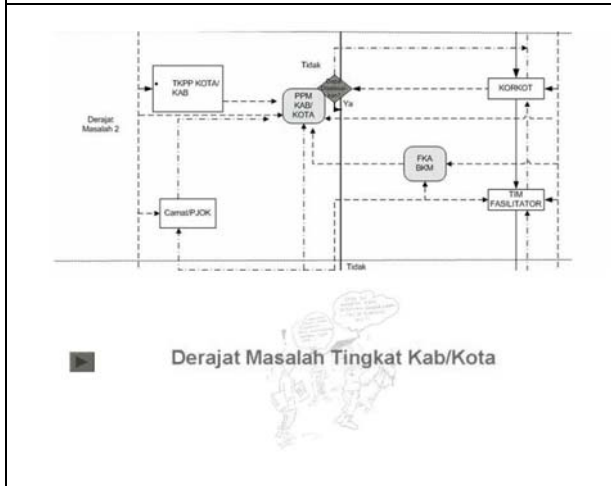 Tidak
TKPP KOTA/
KAB
PPM
KAB/
KOTA
Ya
KORKOT
Derajat
Masalah 2
FKA
BKM
Camat/PJOK
TIM
FASILITATOR
Tidak
Derajat Masalah Tingkat Kab/Kota